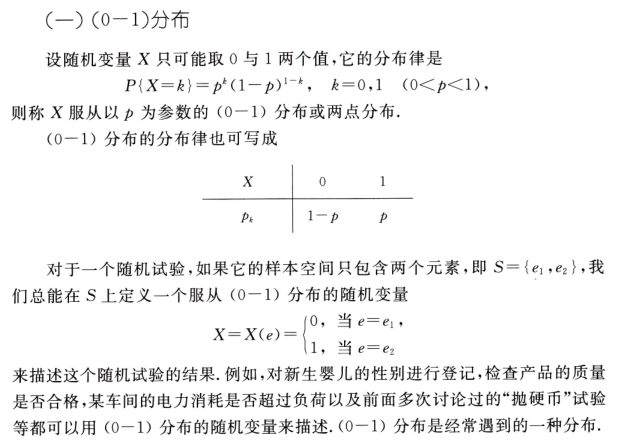 (一) (0—1)分布
设随机变量 X 只可能取 0 与 1 两个值,它的分布律是
P{X=k}=pᵏ(1−p)¹⁻ᵏ, k=0,1 (0<p<1),
则称 X 服从以 p 为参数的 (0—1) 分布或两点分布.
(0—1) 分布的分布律也可写成
X 0 1
pₖ 1−p p
对于一个随机试验,如果它的样本空间只包含两个元素,即 S={e₁,e₂},我
们总能在 S 上定义一个服从 (0—1) 分布的随机变量
X=X(e)={0, 当 e=e₁,
1, 当 e=e₂
来描述这个随机试验的结果.例如,对新生婴儿的性别进行登记,检查产品的质量
是否合格,某车间的电力消耗是否超过负荷以及前面多次讨论过的“抛硬币”试验
等都可以用 (0—1) 分布的随机变量来描述.(0—1) 分布是经常遇到的一种分布.